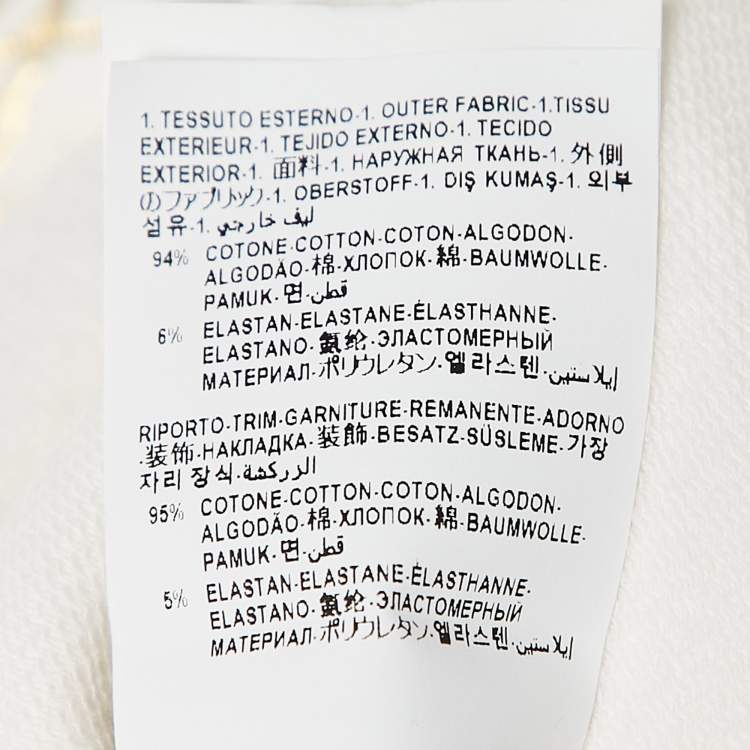 1. TESSUTO ESTERNO-1. OUTER FABRIC-1.TISSU
EXTERIEUR-1. TEJIDO EXTERNO-1. TECIDO
EXTERIOR-1. 面料-1. НАРУЖНАЯ ТКАНЬ-1. 外側
のファブリック-1. OBERSTOFF-1. DIŞ KUMAŞ-1. 외부
섬유-1. ليف خارجي
94% COTONE-COTTON-COTON-ALGODON-
ALGODÃO-棉-ХЛОПОК-綿-BAUMWOLLE-
PAMUK-면-قطن
6% ELASTAN-ELASTANE-ÉLASTHANNE-
ELASTANO-氨纶-ЭЛАСТОМЕРНЫЙ
МАТЕРИАЛ-ポリウレタン-엘라스텐-إيلاستين
RIPORTO-TRIM-GARNITURE-REMANENTE-ADORNO
-装饰-НАКЛАДКА-装飾-BESATZ-SÜSLEME-가장
자리 장식-الزركشة
95% COTONE-COTTON-COTON-ALGODON-
ALGODÃO-棉-ХЛОПОК-綿-BAUMWOLLE-
PAMUK-면-قطن
5% ELASTAN-ELASTANE-ÉLASTHANNE-
ELASTANO-氨纶-ЭЛАСТОМЕРНЫЙ
МАТЕРИАЛ-ポリウレタン-엘라스텐-إيلاستين